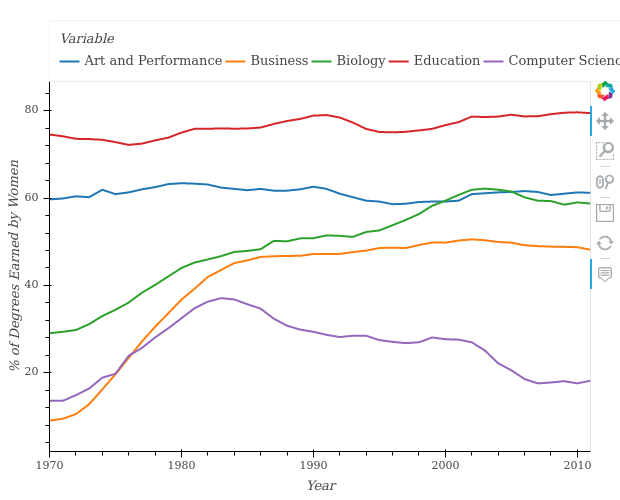 Variable
Art and Performance Business Biology Education Computer Scienc
80
60
40
20
% of Degrees Earned by Women
1970 1980 1990 2000 2010
Year